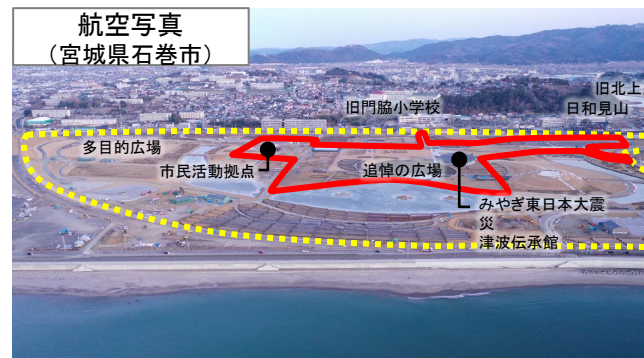 航空写真
（宮城県石巻市）
旧北上
旧門脇小学校
日和見山
多目的広場
市民活動拠点
追悼の広場
みやぎ東日本大震
災
津波伝承館